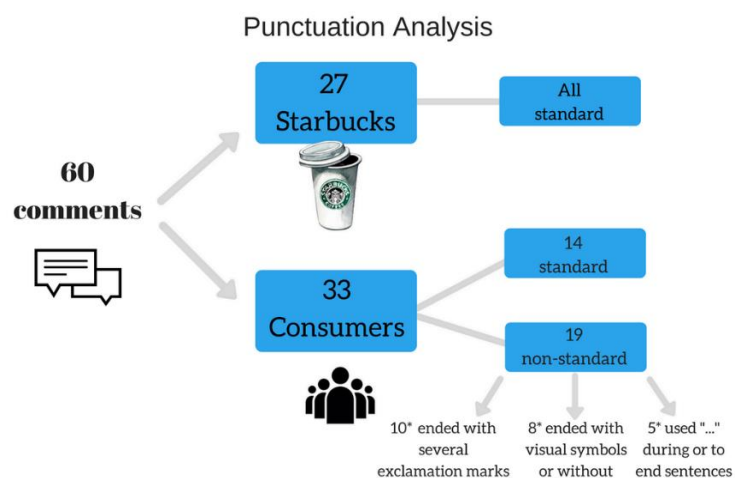 Punctuation Analysis
27
Starbucks
All
standard
60
comments
14
standard
33
Consumers
19
non-standard
10* ended with
several
exclamation marks
8* ended with
visual symbols
or without
5* used "..."
during or to
end sentences